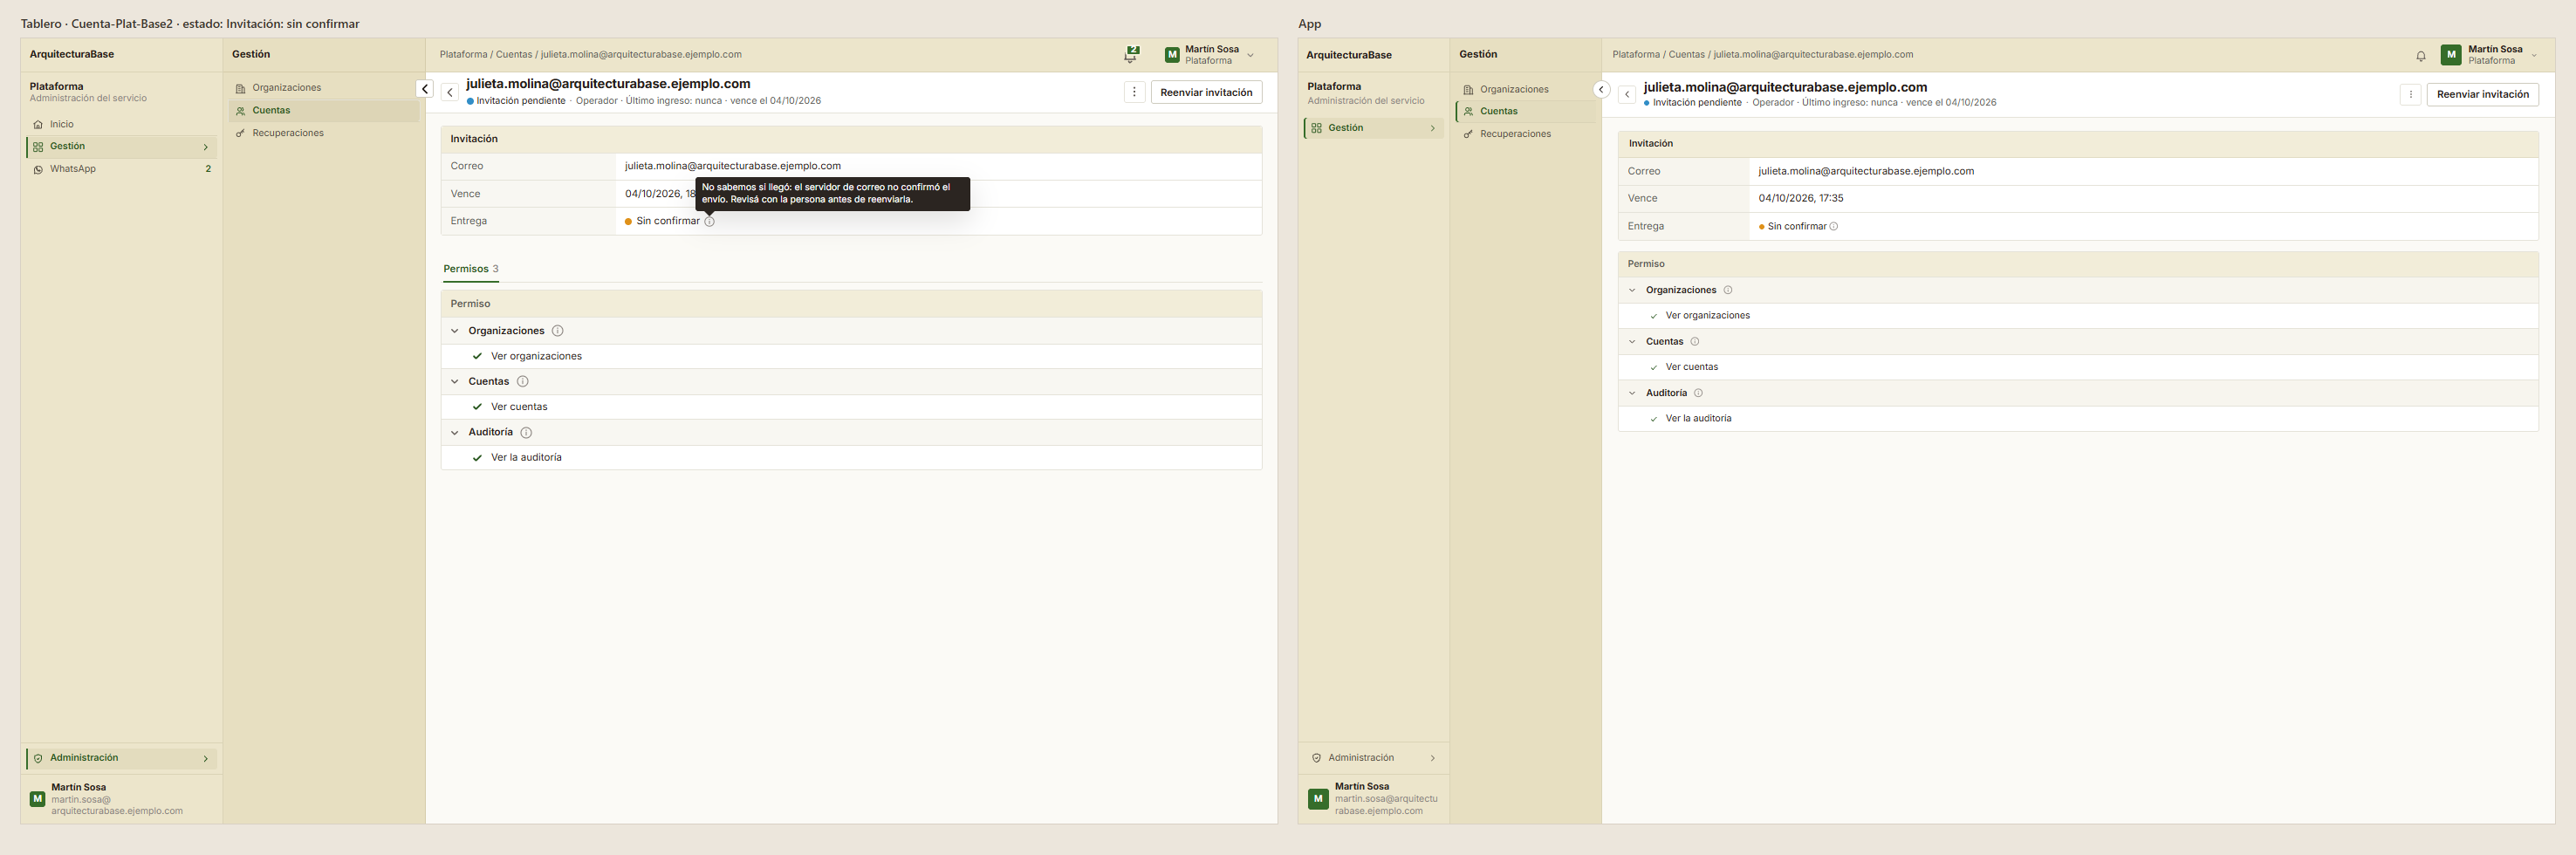 Tablero · Cuenta-Plat-Base2 · estado: Invitación: sin confirmar
ArquitecturaBase
Plataforma
Administración del servicio
Inicio
Gestión
WhatsApp 2
Administración
M
Martín Sosa
martin.sosa@
arquitecturabase.ejemplo.com
Gestión
Organizaciones
Cuentas
Recuperaciones
Plataforma / Cuentas / julieta.molina@arquitecturabase.ejemplo.com
2
M
Martín Sosa
Plataforma
julieta.molina@arquitecturabase.ejemplo.com
Invitación pendiente · Operador · Último ingreso: nunca · vence el 04/10/2026
Reenviar invitación
Invitación
Correo julieta.molina@arquitecturabase.ejemplo.com
Vence 04/10/2026, 18
No sabemos si llegó: el servidor de correo no confirmó el
envío. Revisá con la persona antes de reenviarla.
Entrega Sin confirmar
Permisos 3
Permiso
Organizaciones
Ver organizaciones
Cuentas
Ver cuentas
Auditoría
Ver la auditoría
App
ArquitecturaBase
Plataforma
Administración del servicio
Gestión
Administración
M
Martín Sosa
martin.sosa@arquitectu
rabase.ejemplo.com
Gestión
Organizaciones
Cuentas
Recuperaciones
Plataforma / Cuentas / julieta.molina@arquitecturabase.ejemplo.com
M
Martín Sosa
Plataforma
julieta.molina@arquitecturabase.ejemplo.com
Invitación pendiente · Operador · Último ingreso: nunca · vence el 04/10/2026
Reenviar invitación
Invitación
Correo julieta.molina@arquitecturabase.ejemplo.com
Vence 04/10/2026, 17:35
Entrega Sin confirmar
Permiso
Organizaciones
Ver organizaciones
Cuentas
Ver cuentas
Auditoría
Ver la auditoría